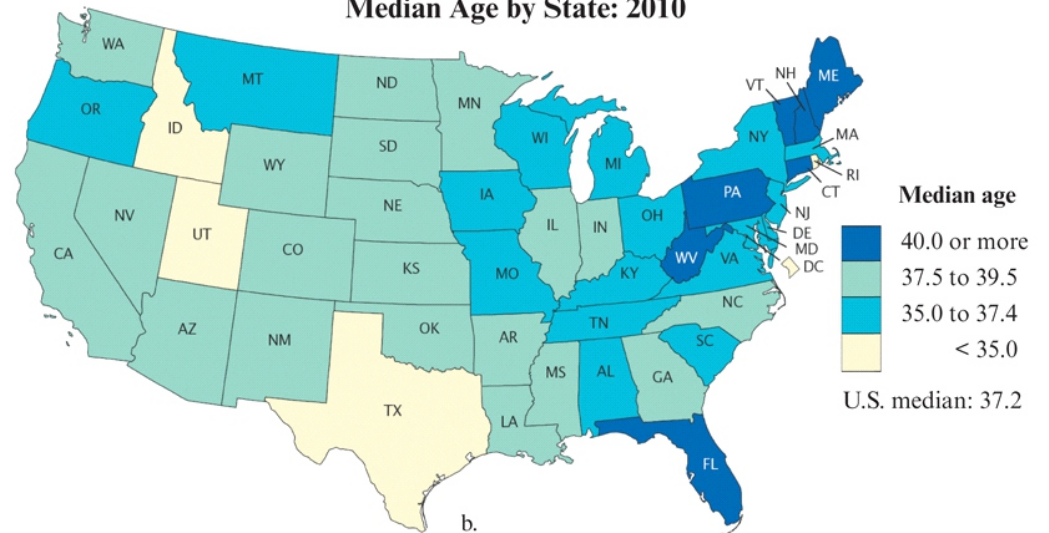 Median Age by State: 2010
WA
MT
ND
MN
OR
ID
WY
SD
WI
MI
VT
NH
ME
NY
MA
RI
CT
NV
UT
CO
NE
IA
IL
IN
OH
PA
NJ
DE
MD
DC
CA
KS
MO
KY
WV
VA
AZ
NM
OK
AR
TN
NC
SC
TX
LA
MS
AL
GA
FL
Median age
40.0 or more
37.5 to 39.5
35.0 to 37.4
< 35.0
U.S. median: 37.2
b.